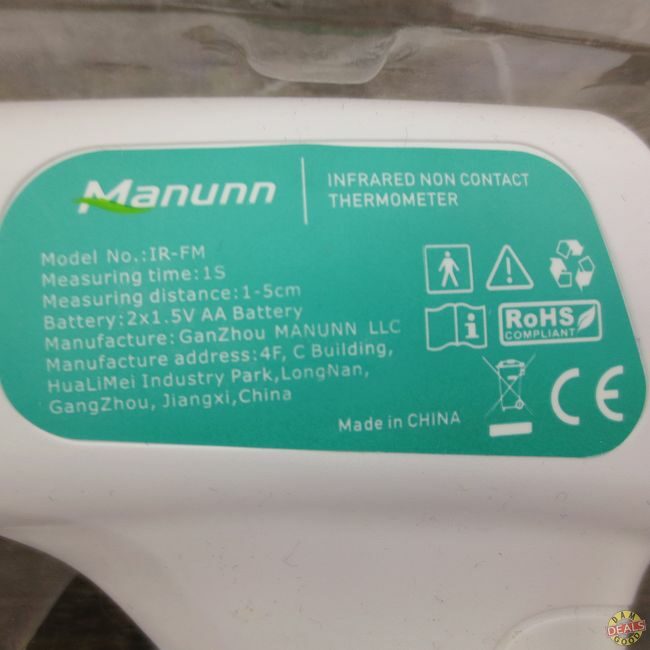 Manunn
INFRARED NON CONTACT
THERMOMETER
Model No.:IR-FM
Measuring time:1S
Measuring distance:1-5cm
Battery:2x1.5V AA Battery
Manufacture:GanZhou MANUNN LLC
Manufacture address:4F, C Building,
HuaLiMei Industry Park,LongNan,
GangZhou, Jiangxi,China
RoHS
COMPLIANT
CE
Made in CHINA
DAM
DEALS
GOOD